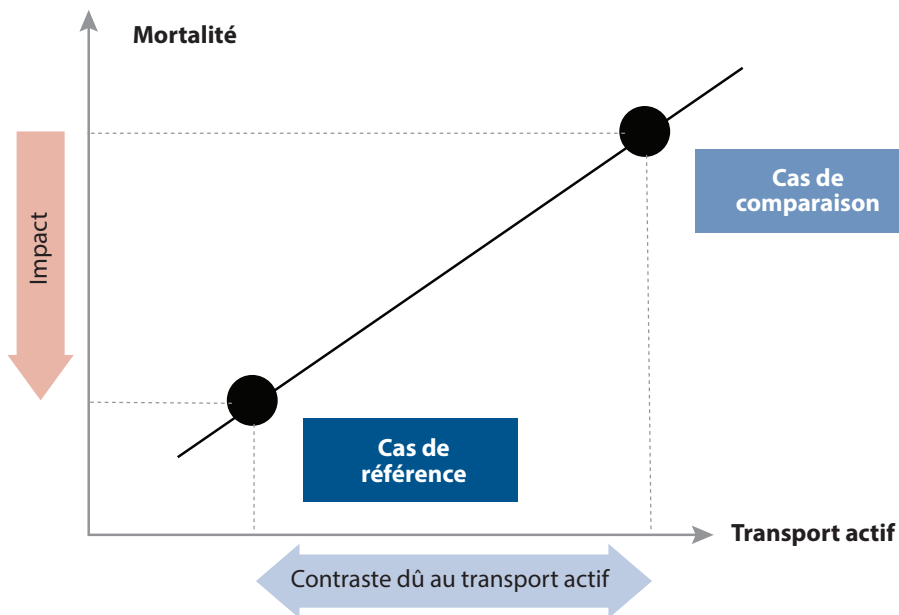 Mortalité
Cas de
comparaison
Impact
Cas de
référence
Transport actif
Contraste dû au transport actif